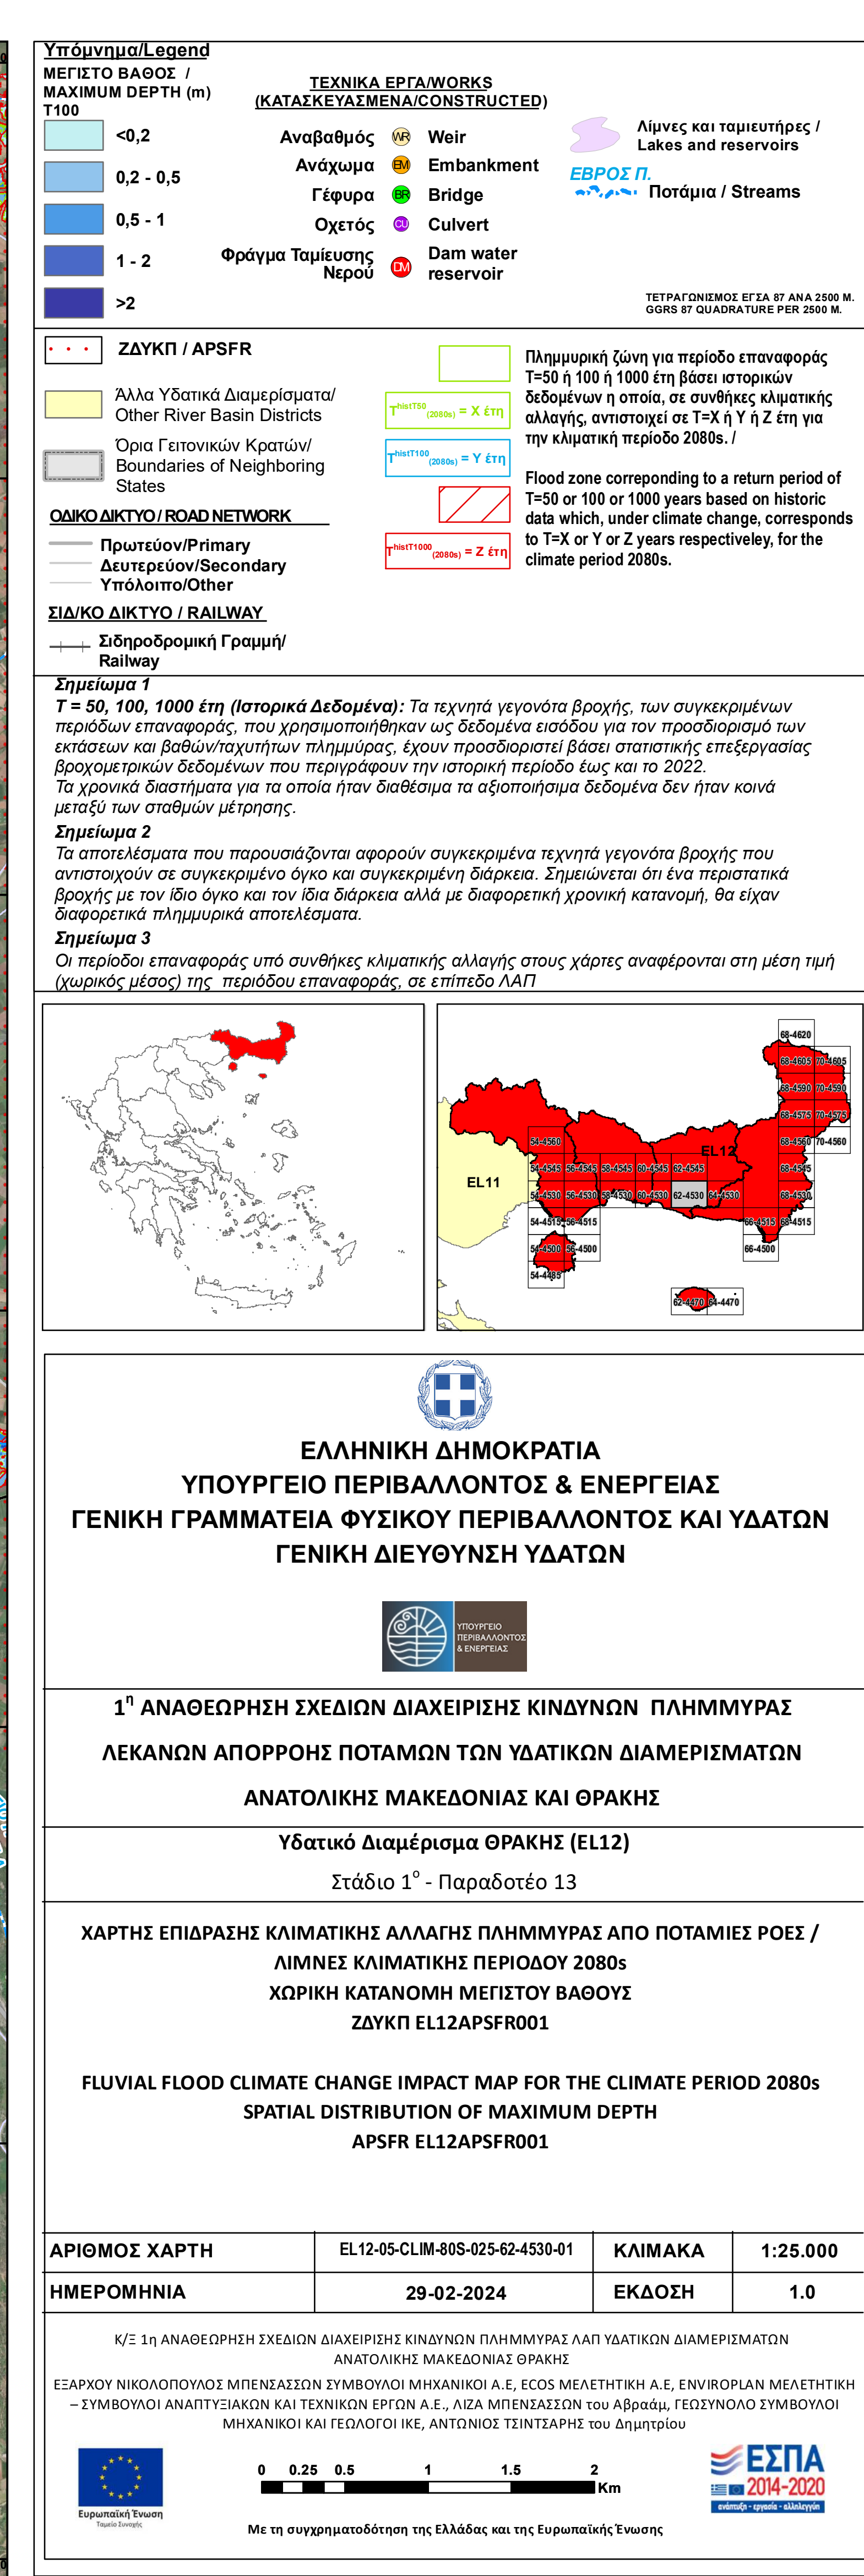 Υπόμνημα/Legend
ΜΕΓΙΣΤΟ ΒΑΘΟΣ /
MAXIMUM DEPTH (m)
T100
<0,2
0,2 - 0,5
0,5 - 1
1 - 2
>2
ΤΕΧΝΙΚΑ ΕΡΓΑ/WORKS
(ΚΑΤΑΣΚΕΥΑΣΜΕΝΑ/CONSTRUCTED)
Αναβαθμός WR Weir
Ανάχωμα EM Embankment
Γέφυρα BR Bridge
Οχετός CU Culvert
Φράγμα Ταμίευσης
Νερού
DM
Dam water
reservoir
Λίμνες και ταμιευτήρες /
Lakes and reservoirs
ΕΒΡΟΣ Π.
Ποτάμια / Streams
ΤΕΤΡΑΓΩΝΙΣΜΟΣ ΕΓΣΑ 87 ΑΝΑ 2500 Μ.
GGRS 87 QUADRATURE PER 2500 M.
ΖΔΥΚΠ / APSFR
Άλλα Υδατικά Διαμερίσματα/
Other River Basin Districts
Όρια Γειτονικών Κρατών/
Boundaries of Neighboring
States
ΟΔΙΚΟ ΔΙΚΤΥΟ / ROAD NETWORK
Πρωτεύον/Primary
Δευτερεύον/Secondary
Υπόλοιπο/Other
ΣΙΔ/ΚΟ ΔΙΚΤΥΟ / RAILWAY
Σιδηροδρομική Γραμμή/
Railway
T^histT50 (2080s) = X έτη
T^histT100 (2080s) = Y έτη
T^histT1000 (2080s) = Z έτη
Πλημμυρική ζώνη για περίοδο επαναφοράς
T=50 ή 100 ή 1000 έτη βάσει ιστορικών
δεδομένων η οποία, σε συνθήκες κλιματικής
αλλαγής, αντιστοιχεί σε T=X ή Y ή Z έτη για
την κλιματική περίοδο 2080s. /
Flood zone correponding to a return period of
T=50 or 100 or 1000 years based on historic
data which, under climate change, corresponds
to T=X or Y or Z years respectiveley, for the
climate period 2080s.
Σημείωμα 1
T = 50, 100, 1000 έτη (Ιστορικά Δεδομένα): Τα τεχνητά γεγονότα βροχής, των συγκεκριμένων
περιόδων επαναφοράς, που χρησιμοποιήθηκαν ως δεδομένα εισόδου για τον προσδιορισμό των
εκτάσεων και βαθών/ταχυτήτων πλημμύρας, έχουν προσδιοριστεί βάσει στατιστικής επεξεργασίας
βροχομετρικών δεδομένων που περιγράφουν την ιστορική περίοδο έως και το 2022.
Τα χρονικά διαστήματα για τα οποία ήταν διαθέσιμα τα αξιοποιήσιμα δεδομένα δεν ήταν κοινά
μεταξύ των σταθμών μέτρησης.
Σημείωμα 2
Τα αποτελέσματα που παρουσιάζονται αφορούν συγκεκριμένα τεχνητά γεγονότα βροχής που
αντιστοιχούν σε συγκεκριμένο όγκο και συγκεκριμένη διάρκεια. Σημειώνεται ότι ένα περιστατικά
βροχής με τον ίδιο όγκο και τον ίδια διάρκεια αλλά με διαφορετική χρονική κατανομή, θα είχαν
διαφορετικά πλημμυρικά αποτελέσματα.
Σημείωμα 3
Οι περίοδοι επαναφοράς υπό συνθήκες κλιματικής αλλαγής στους χάρτες αναφέρονται στη μέση τιμή
(χωρικός μέσος) της περιόδου επαναφοράς, σε επίπεδο ΛΑΠ
68-4620
68-4605 70-4605
68-4590 70-4590
68-4575 70-4575
54-4560 EL12 68-4560 70-4560
EL11
54-4545 56-4545 58-4545 60-4545 62-4545 68-4545
54-4530 56-4530 58-4530 60-4530 62-4530 64-4530 68-4530
54-4515 56-4515 66-4515 68-4515
54-4500 56-4500 66-4500
54-4485
62-4470 64-4470
ΕΛΛΗΝΙΚΗ ΔΗΜΟΚΡΑΤΙΑ
ΥΠΟΥΡΓΕΙΟ ΠΕΡΙΒΑΛΛΟΝΤΟΣ & ΕΝΕΡΓΕΙΑΣ
ΓΕΝΙΚΗ ΓΡΑΜΜΑΤΕΙΑ ΦΥΣΙΚΟΥ ΠΕΡΙΒΑΛΛΟΝΤΟΣ ΚΑΙ ΥΔΑΤΩΝ
ΓΕΝΙΚΗ ΔΙΕΥΘΥΝΣΗ ΥΔΑΤΩΝ
ΥΠΟΥΡΓΕΙΟ
ΠΕΡΙΒΑΛΛΟΝΤΟΣ
& ΕΝΕΡΓΕΙΑΣ
1η ΑΝΑΘΕΩΡΗΣΗ ΣΧΕΔΙΩΝ ΔΙΑΧΕΙΡΙΣΗΣ ΚΙΝΔΥΝΩΝ ΠΛΗΜΜΥΡΑΣ
ΛΕΚΑΝΩΝ ΑΠΟΡΡΟΗΣ ΠΟΤΑΜΩΝ ΤΩΝ ΥΔΑΤΙΚΩΝ ΔΙΑΜΕΡΙΣΜΑΤΩΝ
ΑΝΑΤΟΛΙΚΗΣ ΜΑΚΕΔΟΝΙΑΣ ΚΑΙ ΘΡΑΚΗΣ
Υδατικό Διαμέρισμα ΘΡΑΚΗΣ (EL12)
Στάδιο 1ο - Παραδοτέο 13
ΧΑΡΤΗΣ ΕΠΙΔΡΑΣΗΣ ΚΛΙΜΑΤΙΚΗΣ ΑΛΛΑΓΗΣ ΠΛΗΜΜΥΡΑΣ ΑΠΟ ΠΟΤΑΜΙΕΣ ΡΟΕΣ /
ΛΙΜΝΕΣ ΚΛΙΜΑΤΙΚΗΣ ΠΕΡΙΟΔΟΥ 2080s
ΧΩΡΙΚΗ ΚΑΤΑΝΟΜΗ ΜΕΓΙΣΤΟΥ ΒΑΘΟΥΣ
ΖΔΥΚΠ EL12APSFR001
FLUVIAL FLOOD CLIMATE CHANGE IMPACT MAP FOR THE CLIMATE PERIOD 2080s
SPATIAL DISTRIBUTION OF MAXIMUM DEPTH
APSFR EL12APSFR001
ΑΡΙΘΜΟΣ ΧΑΡΤΗ EL12-05-CLIM-80S-025-62-4530-01 ΚΛΙΜΑΚΑ 1:25.000
ΗΜΕΡΟΜΗΝΙΑ 29-02-2024 ΕΚΔΟΣΗ 1.0
Κ/Ξ 1η ΑΝΑΘΕΩΡΗΣΗ ΣΧΕΔΙΩΝ ΔΙΑΧΕΙΡΙΣΗΣ ΚΙΝΔΥΝΩΝ ΠΛΗΜΜΥΡΑΣ ΛΑΠ ΥΔΑΤΙΚΩΝ ΔΙΑΜΕΡΙΣΜΑΤΩΝ
ΑΝΑΤΟΛΙΚΗΣ ΜΑΚΕΔΟΝΙΑΣ ΘΡΑΚΗΣ
ΕΞΑΡΧΟΥ ΝΙΚΟΛΟΠΟΥΛΟΣ ΜΠΕΝΣΑΣΣΩΝ ΣΥΜΒΟΥΛΟΙ ΜΗΧΑΝΙΚΟΙ Α.Ε, ECOS ΜΕΛΕΤΗΤΙΚΗ Α.Ε, ENVIROPLAN ΜΕΛΕΤΗΤΙΚΗ
– ΣΥΜΒΟΥΛΟΙ ΑΝΑΠΤΥΞΙΑΚΩΝ ΚΑΙ ΤΕΧΝΙΚΩΝ ΕΡΓΩΝ Α.Ε., ΛΙΖΑ ΜΠΕΝΣΑΣΣΩΝ του Αβραάμ, ΓΕΩΣΥΝΟΛΟ ΣΥΜΒΟΥΛΟΙ
ΜΗΧΑΝΙΚΟΙ ΚΑΙ ΓΕΩΛΟΓΟΙ ΙΚΕ, ΑΝΤΩΝΙΟΣ ΤΣΙΝΤΣΑΡΗΣ του Δημητρίου
Ευρωπαϊκή Ένωση
Ταμείο Συνοχής
0 0.25 0.5 1 1.5 2
Km
Με τη συγχρηματοδότηση της Ελλάδας και της Ευρωπαϊκής Ένωσης
ΕΣΠΑ
2014-2020
ανάπτυξη - εργασία - αλληλεγγύη